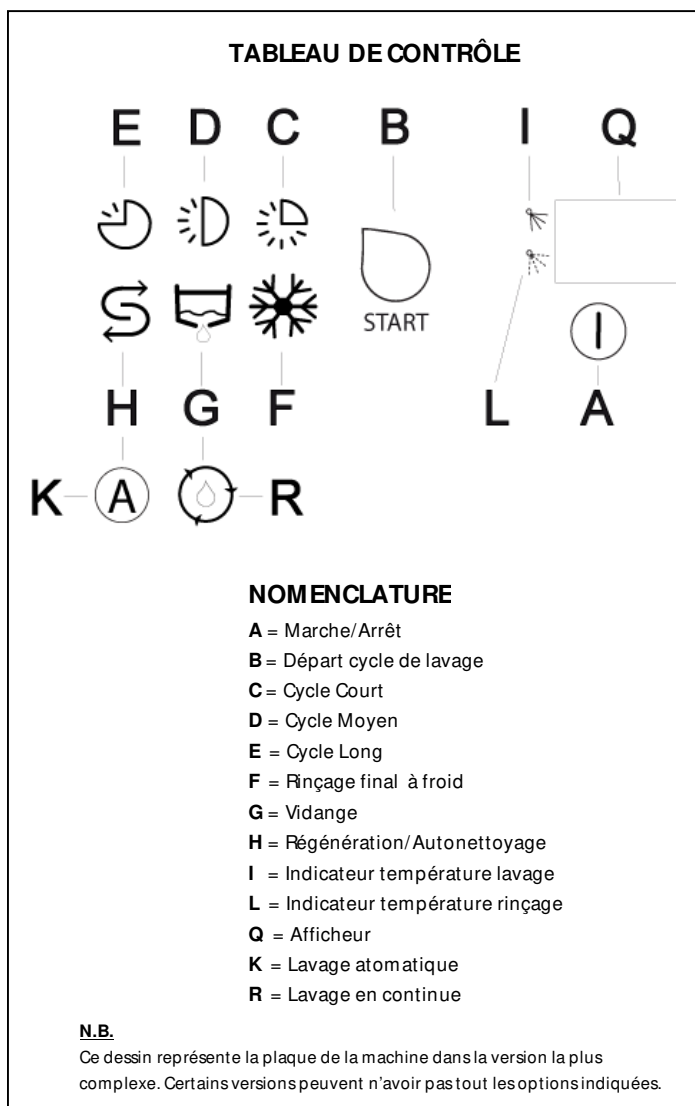 TABLEAU DE CONTRÔLE
E D C B I Q
START
H G F L A
K A R
NOMENCLATURE
A = Marche/Arrêt
B = Départ cycle de lavage
C = Cycle Court
D = Cycle Moyen
E = Cycle Long
F = Rinçage final à froid
G = Vidange
H = Régénération/Autonettoyage
I = Indicateur température lavage
L = Indicateur température rinçage
Q = Afficheur
K = Lavage atomatique
R = Lavage en continue
N.B.
Ce dessin représente la plaque de la machine dans la version la plus
complexe. Certains versions peuvent n’avoir pas tout les options indiquées.